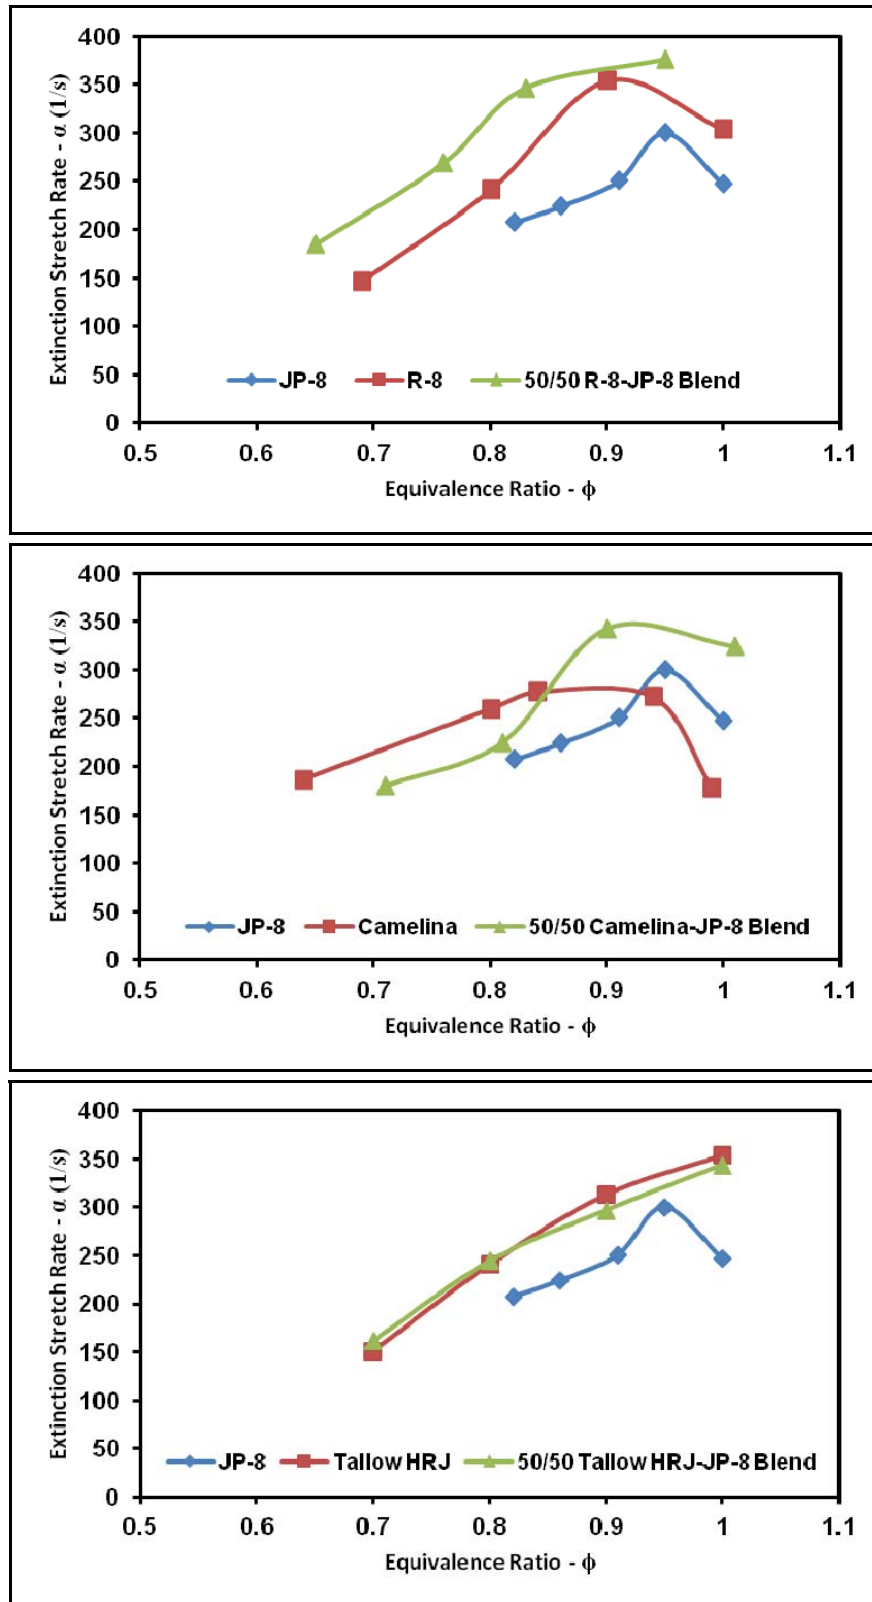 400
350
300
250
200
150
100
50
0
Extinction Stretch Rate - α (1/s)
JP-8 R-8 50/50 R-8-JP-8 Blend
0.5 0.6 0.7 0.8 0.9 1 1.1
Equivalence Ratio - ϕ
400
350
300
250
200
150
100
50
0
Extinction Stretch Rate - α (1/s)
JP-8 Camelina 50/50 Camelina-JP-8 Blend
0.5 0.6 0.7 0.8 0.9 1 1.1
Equivalence Ratio - ϕ
400
350
300
250
200
150
100
50
0
Extinction Stretch Rate - α (1/s)
JP-8 Tallow HRJ 50/50 Tallow HRJ-JP-8 Blend
0.5 0.6 0.7 0.8 0.9 1 1.1
Equivalence Ratio - ϕ